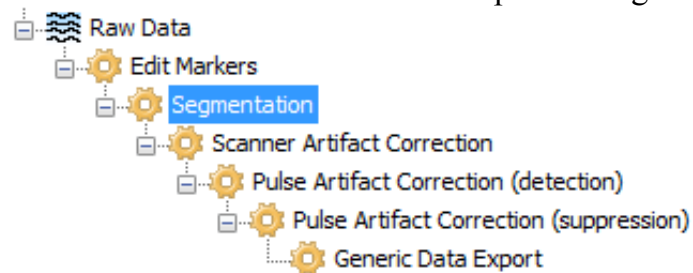 Raw Data
Edit Markers
Segmentation
Scanner Artifact Correction
Pulse Artifact Correction (detection)
Pulse Artifact Correction (suppression)
Generic Data Export